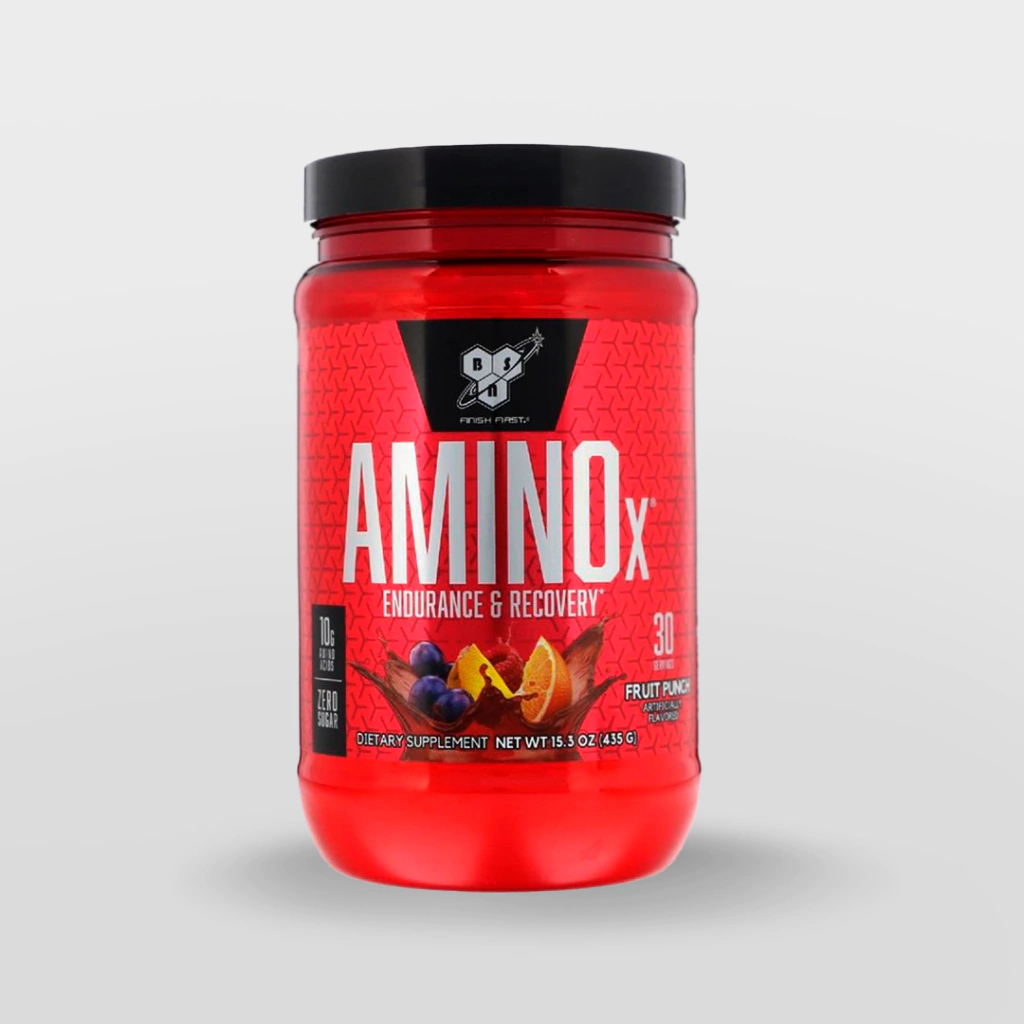 B S
N
FINISH FIRST.®
AMINOx®
ENDURANCE & RECOVERY*
10G
AMINO
ACIDS
ZERO
SUGAR
30
SERVINGS
FRUIT PUNCH
ARTIFICIALLY
FLAVORED
DIETARY SUPPLEMENT NET WT 15.3 OZ (435 G)